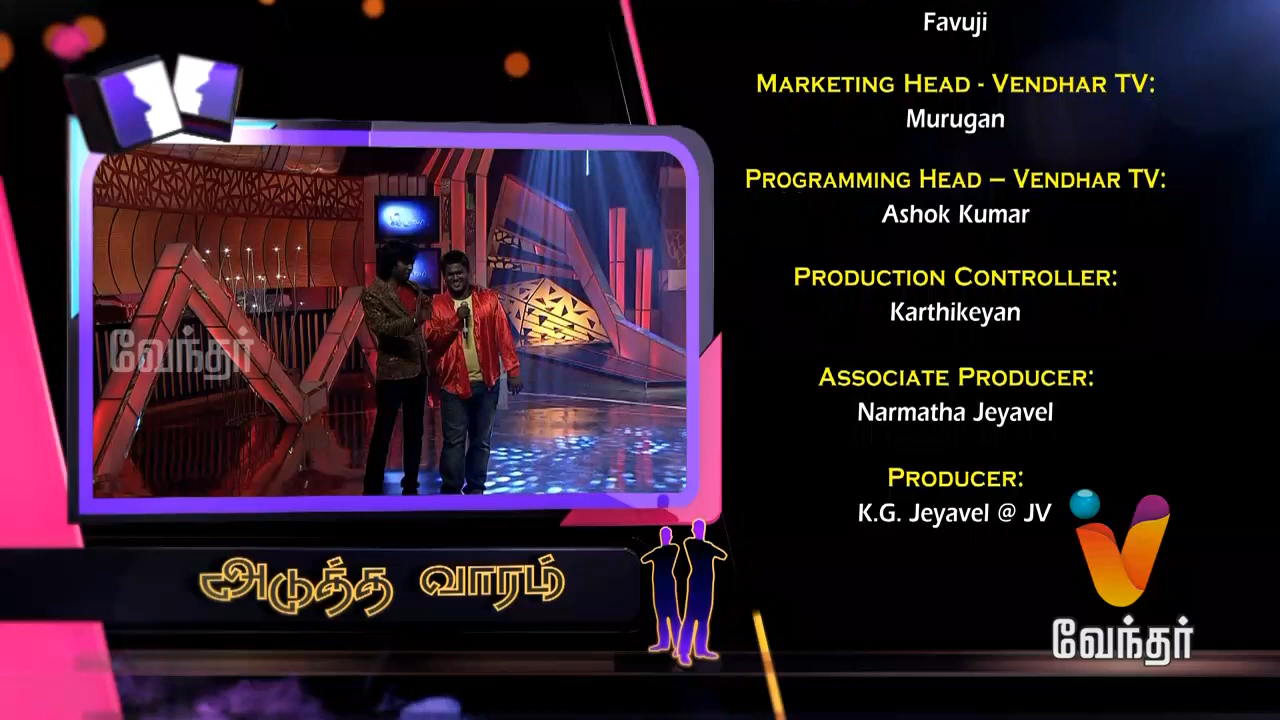 Favuji
MARKETING HEAD - VENDHAR TV:
Murugan
PROGRAMMING HEAD – VENDHAR TV:
Ashok Kumar
PRODUCTION CONTROLLER:
Karthikeyan
ASSOCIATE PRODUCER:
Narmatha Jeyavel
PRODUCER:
K.G. Jeyavel @ JV
வேந்தர்
அடுத்த வாரம்
வேந்தர்